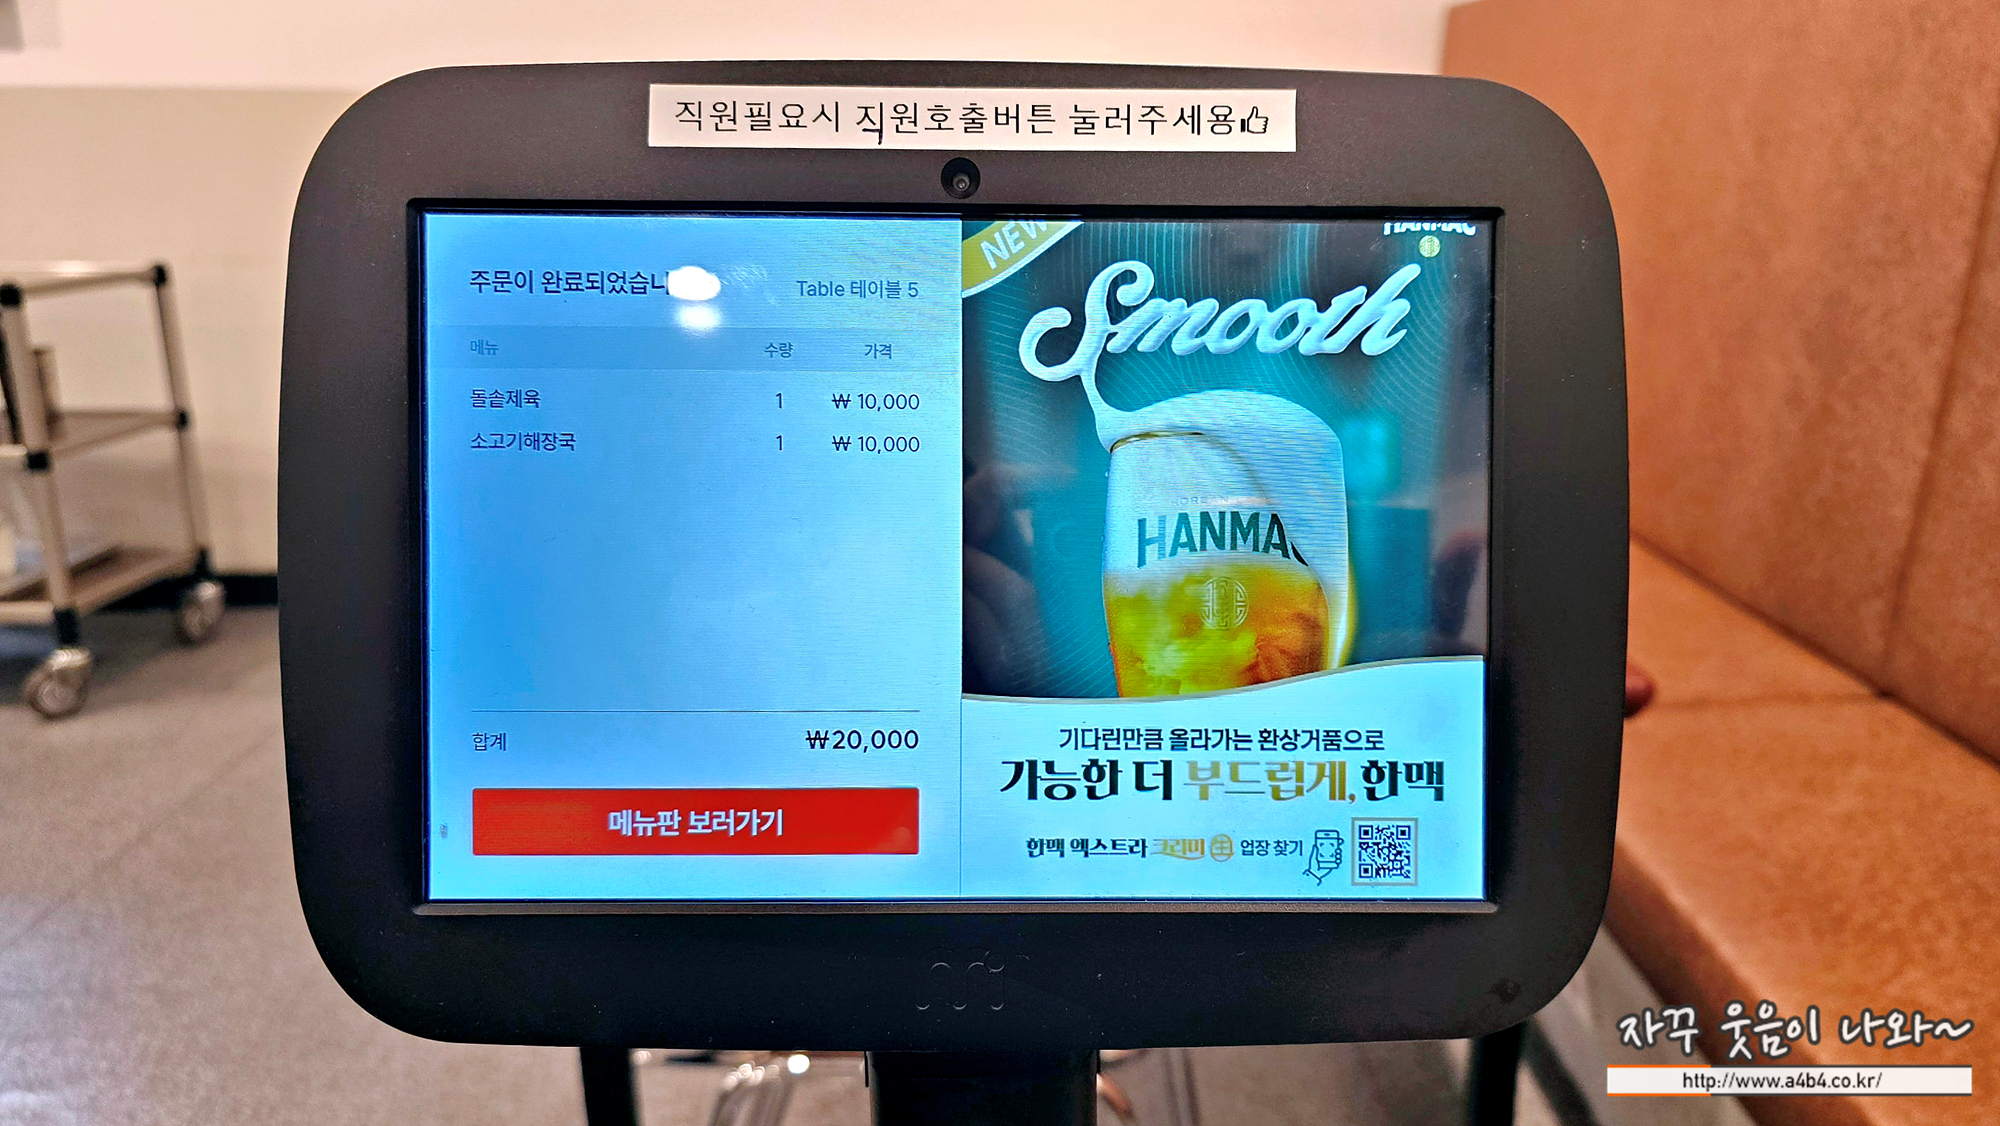 직원필요시 직원호출버튼 눌러주세용
주문이 완료되었습니
Table 테이블 5
메뉴 수량 가격
돌솥제육 1 ₩ 10,000
소고기해장국 1 ₩ 10,000
합계 ₩20,000
메뉴판 보러가기
NEW
HANMAC
Smooth
HANMAC
기다린만큼 올라가는 환상거품으로
가능한 더 부드럽게, 한맥
한맥 엑스트라 크리미 生 업장 찾기
자꾸 웃음이 나와~
http://www.a4b4.co.kr/